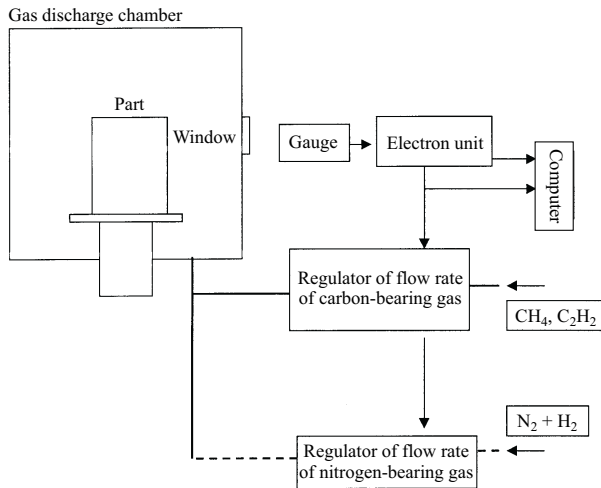 Gas discharge chamber
Part
Window
Gauge
Electron unit
Computer
Regulator of flow rate
of carbon-bearing gas
CH₄, C₂H₂
N₂ + H₂
Regulator of flow rate
of nitrogen-bearing gas